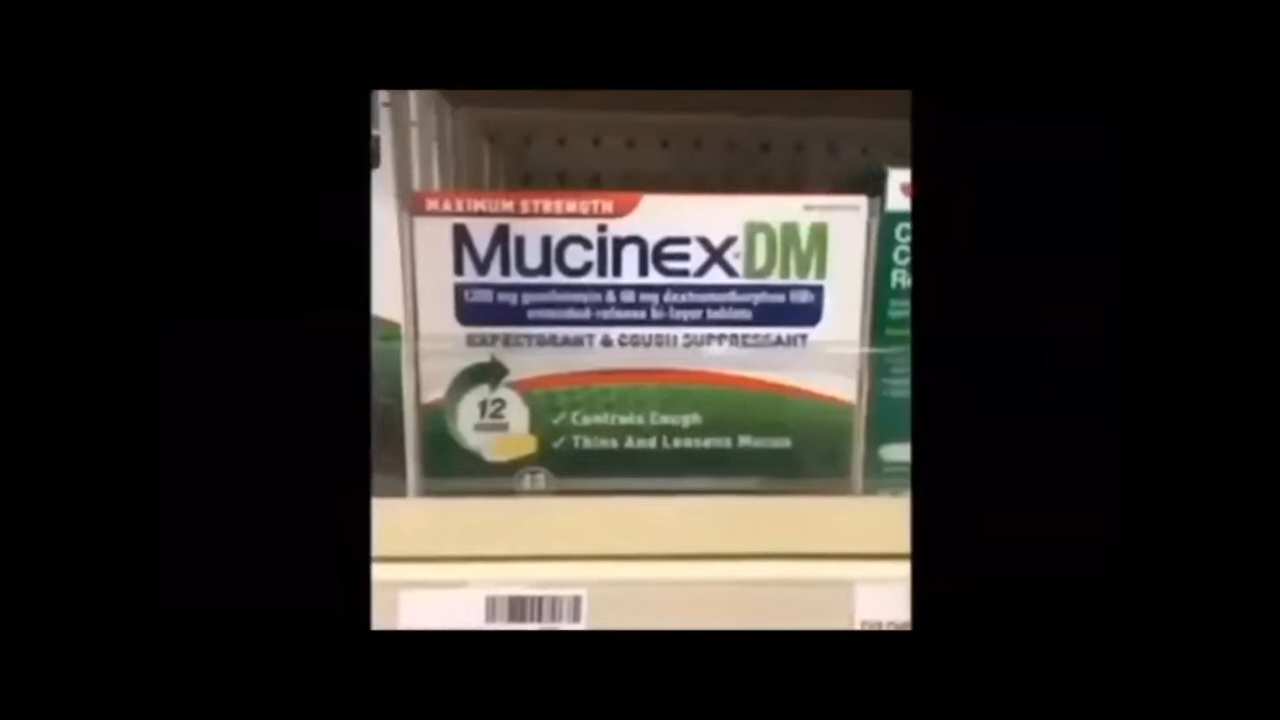 MAXIMUM STRENGTH
Mucinex DM
1200 mg guaifenesin & 60 mg dextromethorphan HBr
extended-release bi-layer tablets
EXPECTORANT & COUGH SUPPRESSANT
12
HOUR
✓ Controls Cough
✓ Thins And Loosens Mucus